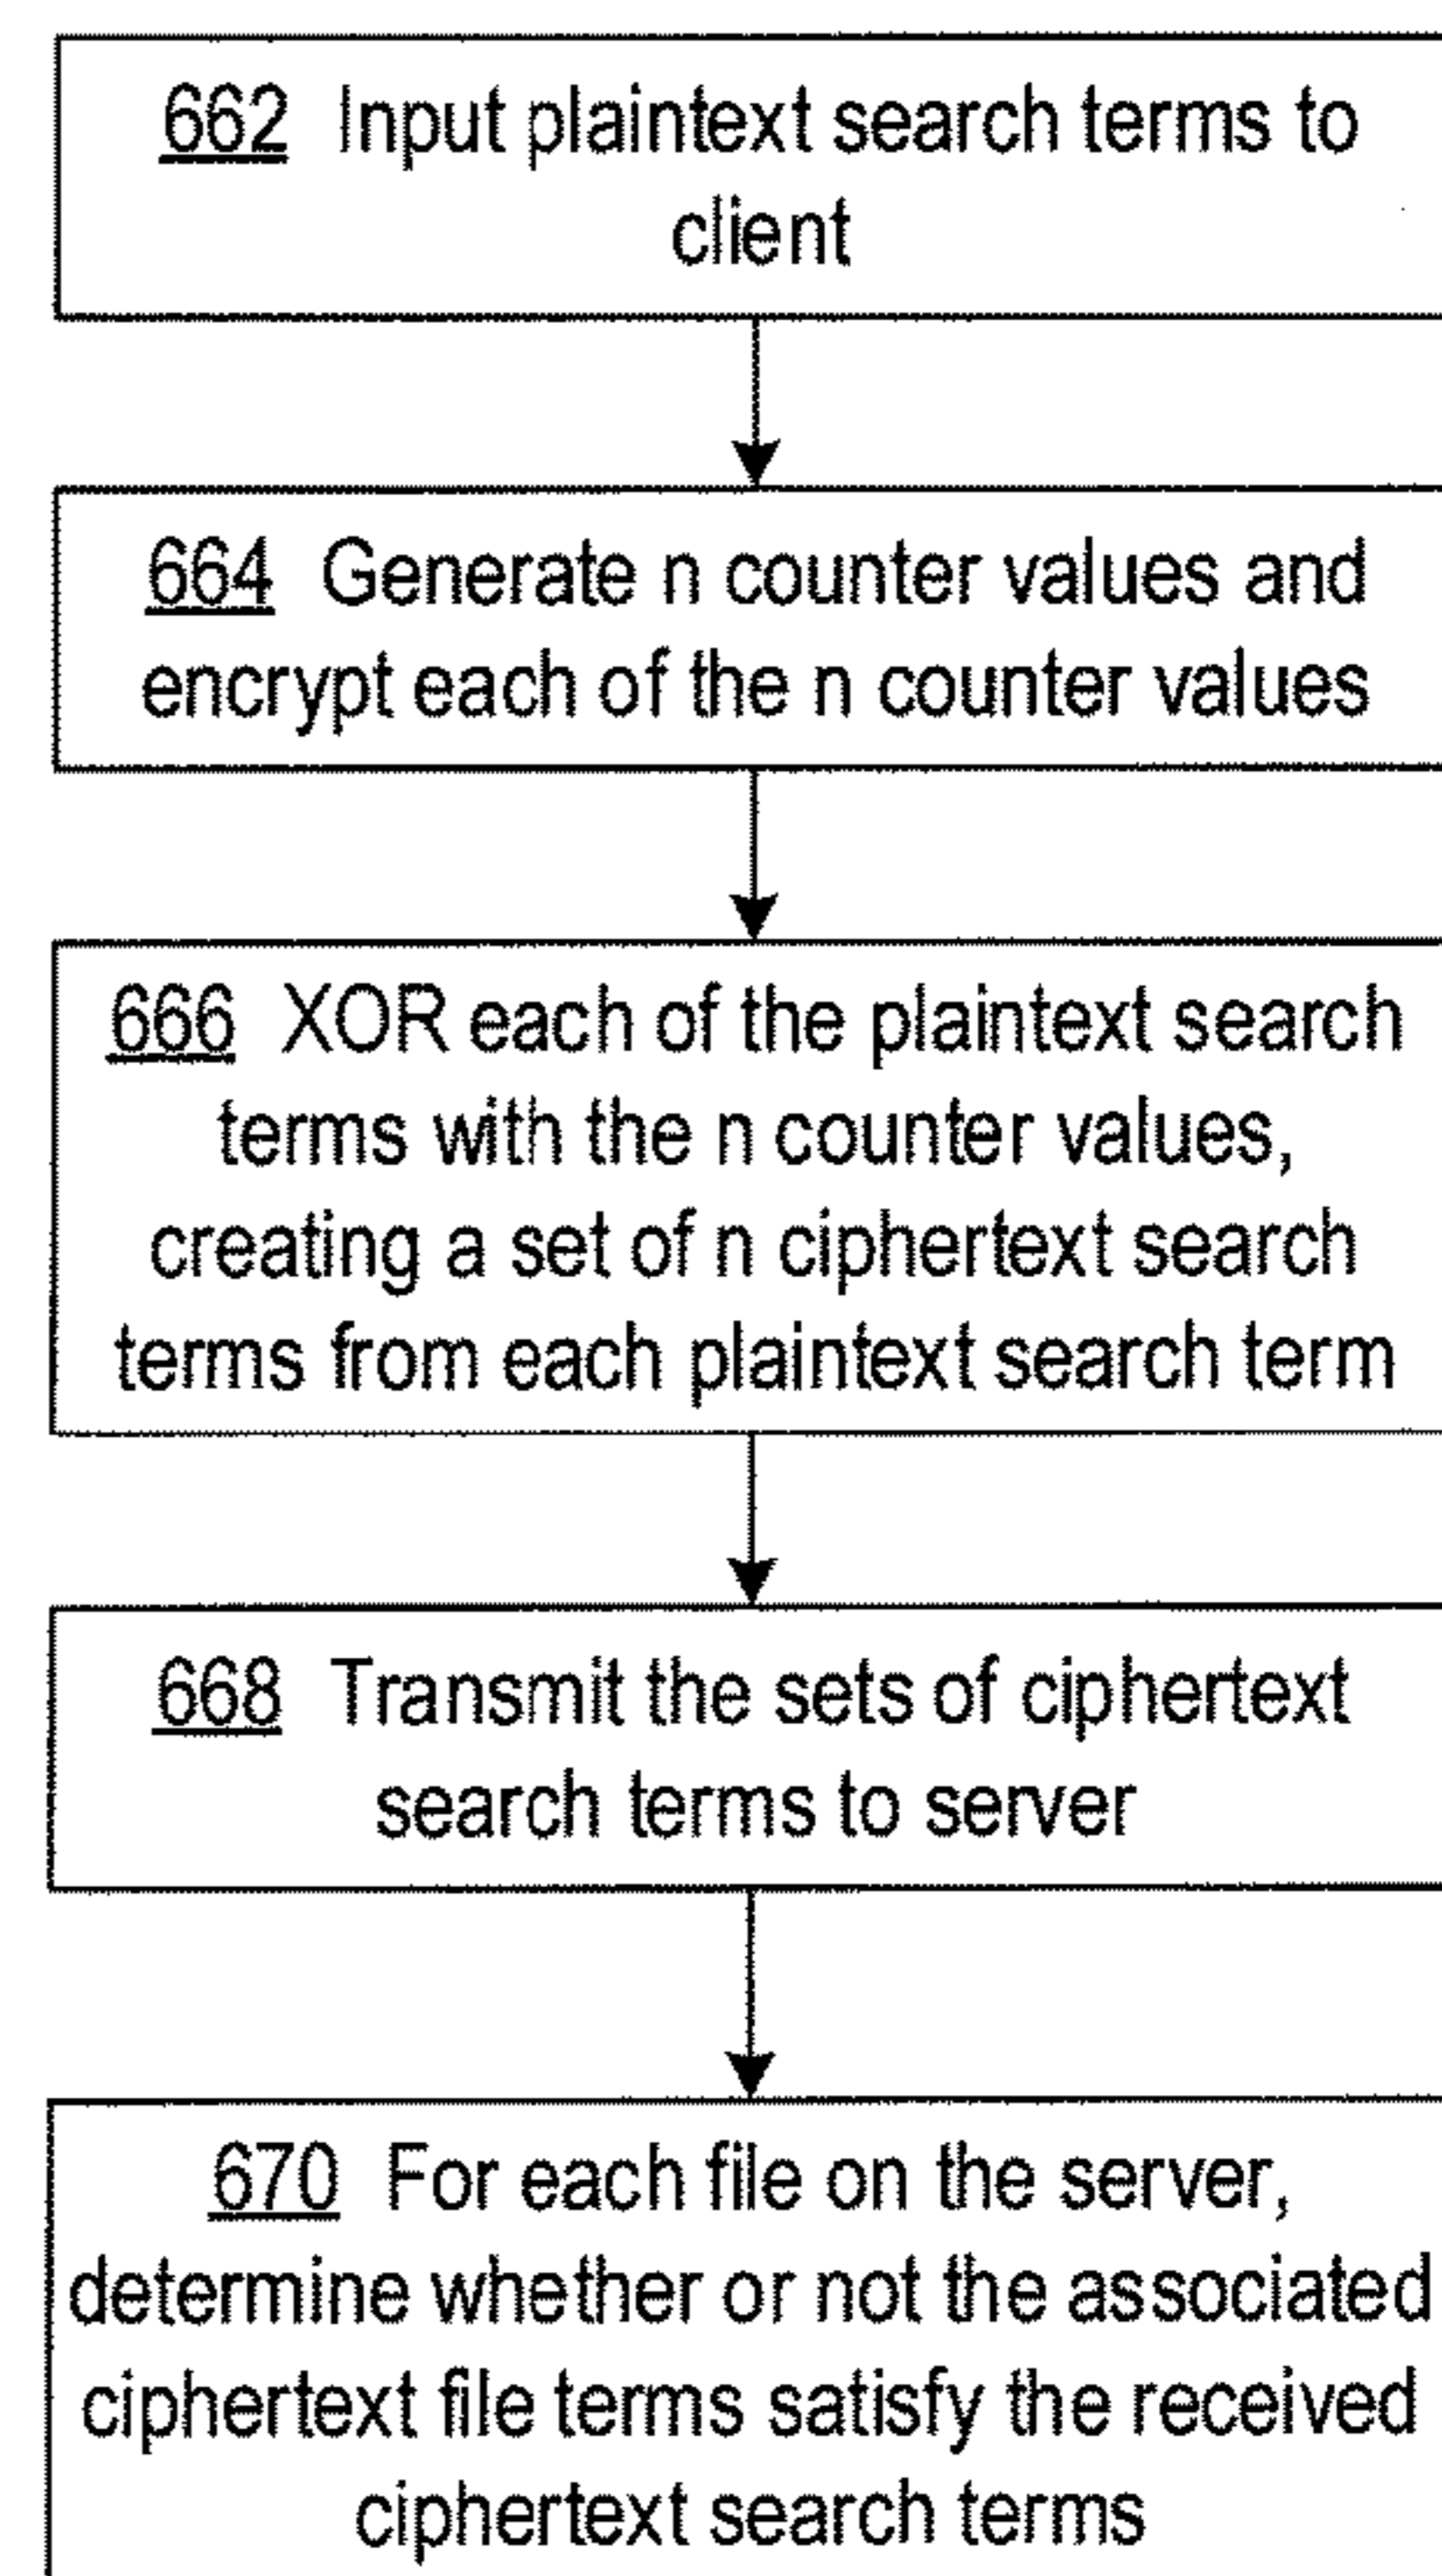 662 Input plaintext search terms to
client
664 Generate n counter values and
encrypt each of the n counter values
666 XOR each of the plaintext search
terms with the n counter values,
creating a set of n ciphertext search
terms from each plaintext search term
668 Transmit the sets of ciphertext
search terms to server
670 For each file on the server,
determine whether or not the associated
ciphertext file terms satisfy the received
ciphertext search terms